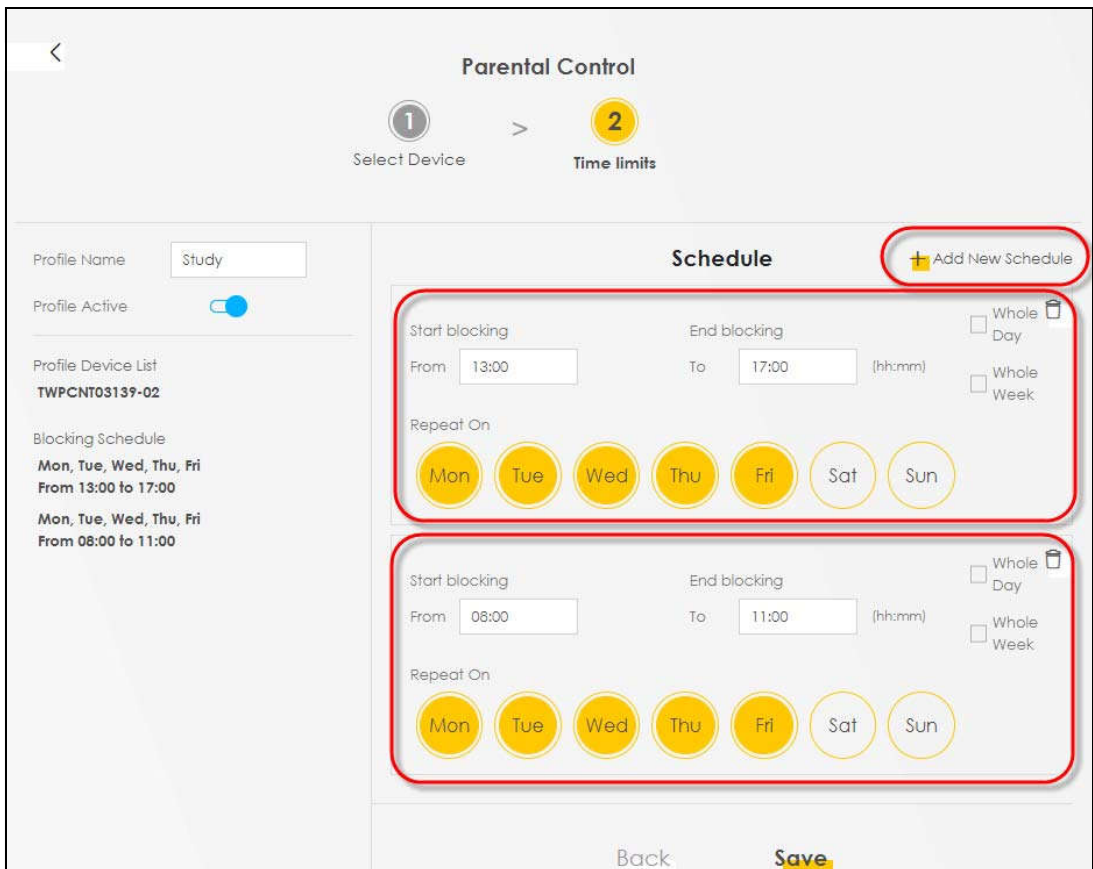 Parental Control
1 > 2
Select Device Time limits
Profile Name Study
Profile Active
Profile Device List
TWPCNT03139-02
Blocking Schedule
Mon, Tue, Wed, Thu, Fri
From 13:00 to 17:00
Mon, Tue, Wed, Thu, Fri
From 08:00 to 11:00
Schedule + Add New Schedule
Start blocking End blocking Whole Day
From 13:00 To 17:00 (hh:mm) Whole Week
Repeat On
Mon Tue Wed Thu Fri Sat Sun
Start blocking End blocking Whole Day
From 08:00 To 11:00 (hh:mm) Whole Week
Repeat On
Mon Tue Wed Thu Fri Sat Sun
Back Save